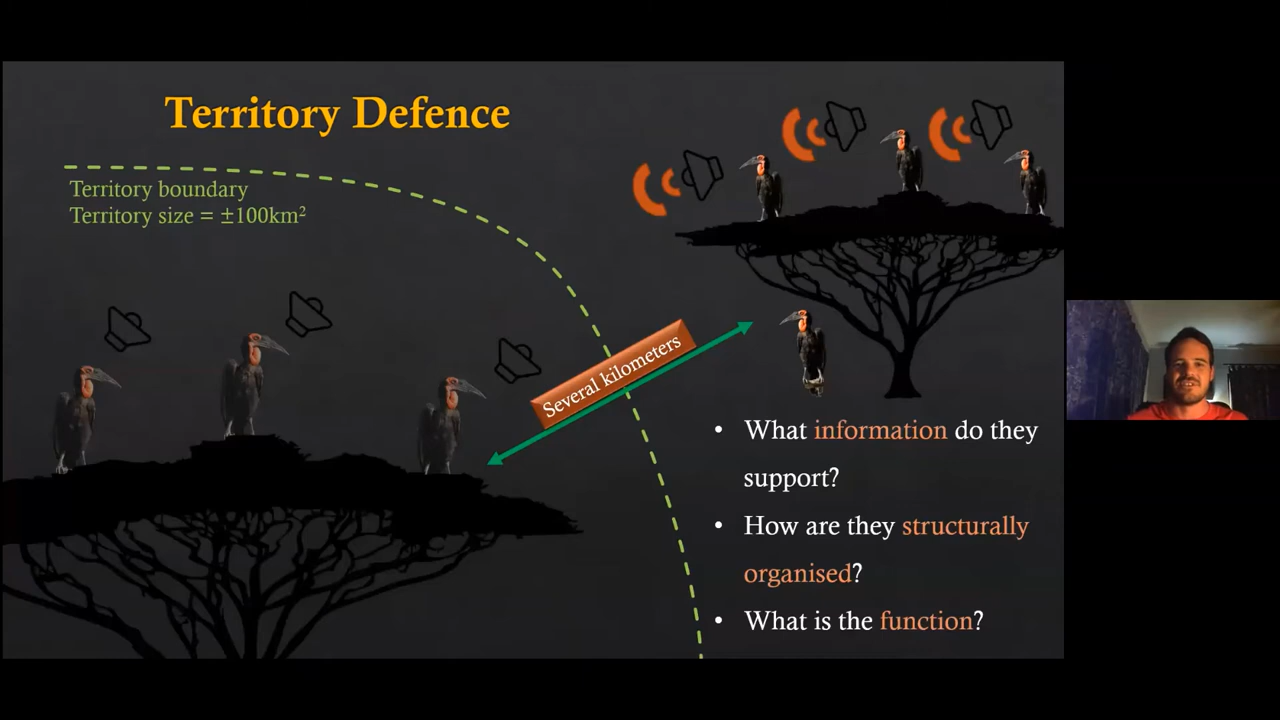 Territory Defence
Territory boundary
Territory size = ±100km²
Several kilometers
• What information do they
support?
• How are they structurally
organised?
• What is the function?